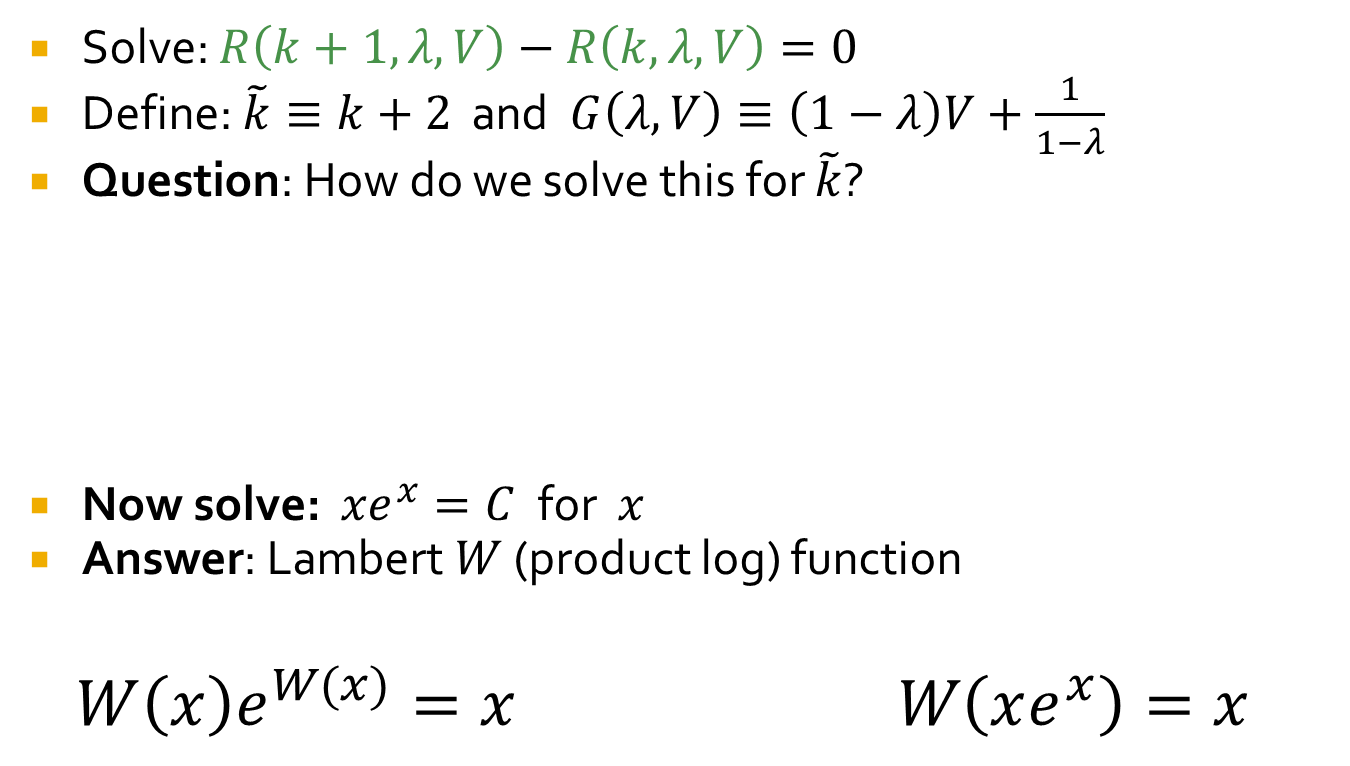 ▪ Solve: 𝑅(𝑘 + 1, 𝜆, 𝑉) − 𝑅(𝑘, 𝜆, 𝑉) = 0
▪ Define: 𝑘̃ ≡ 𝑘 + 2 and 𝐺(𝜆, 𝑉) ≡ (1 − 𝜆)𝑉 + 1/(1−𝜆)
▪ Question: How do we solve this for 𝑘̃?
▪ Now solve: 𝑥𝑒^𝑥 = 𝐶 for 𝑥
▪ Answer: Lambert 𝑊 (product log) function
𝑊(𝑥)𝑒^{𝑊(𝑥)} = 𝑥 𝑊(𝑥𝑒^𝑥) = 𝑥